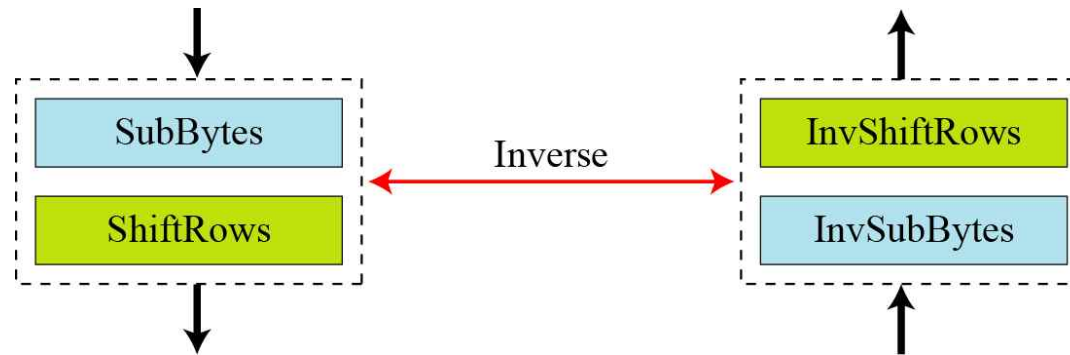 SubBytes
ShiftRows
Inverse
InvShiftRows
InvSubBytes